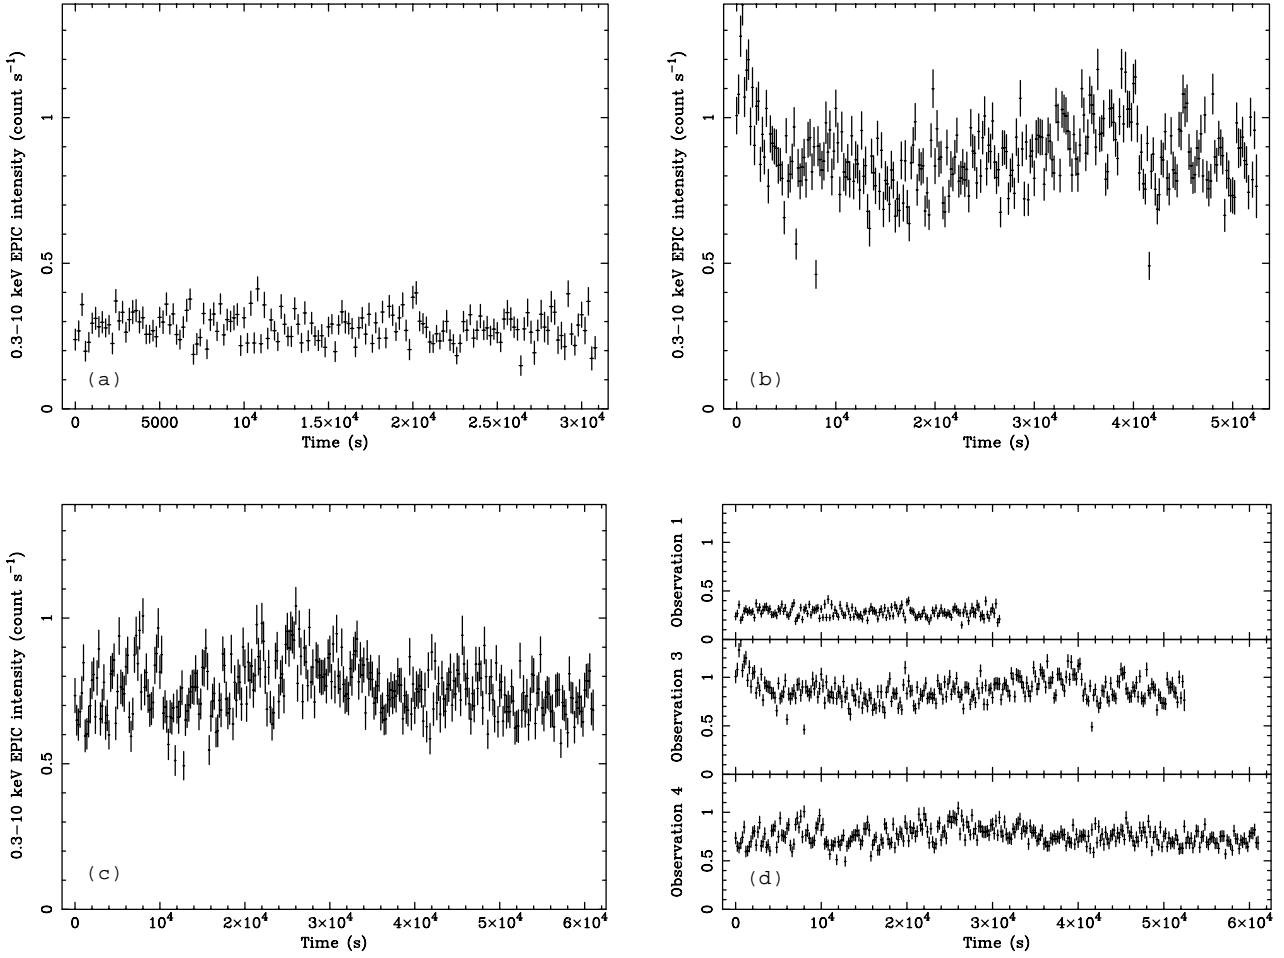 0.3−10 keV EPIC intensity (count s⁻¹)
1
0.5
0
(a)
0 5000 10⁴ 1.5×10⁴ 2×10⁴ 2.5×10⁴ 3×10⁴
Time (s)
0.3−10 keV EPIC intensity (count s⁻¹)
1
0.5
0
(b)
0 10⁴ 2×10⁴ 3×10⁴ 4×10⁴ 5×10⁴
Time (s)
0.3−10 keV EPIC intensity (count s⁻¹)
1
0.5
0
(c)
0 10⁴ 2×10⁴ 3×10⁴ 4×10⁴ 5×10⁴ 6×10⁴
Time (s)
Observation 1
1
0.5
0
Observation 3
1
0.5
0
Observation 4
1
0.5
0
(d)
0 10⁴ 2×10⁴ 3×10⁴ 4×10⁴ 5×10⁴ 6×10⁴
Time (s)